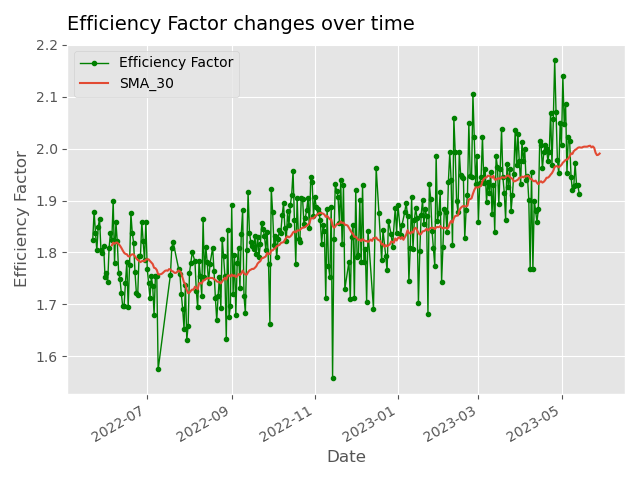 Efficiency Factor changes over time
2.2
2.1
2.0
1.9
1.8
1.7
1.6
Efficiency Factor
Efficiency Factor
SMA_30
2022-07
2022-09
2022-11
2023-01
2023-03
2023-05
Date